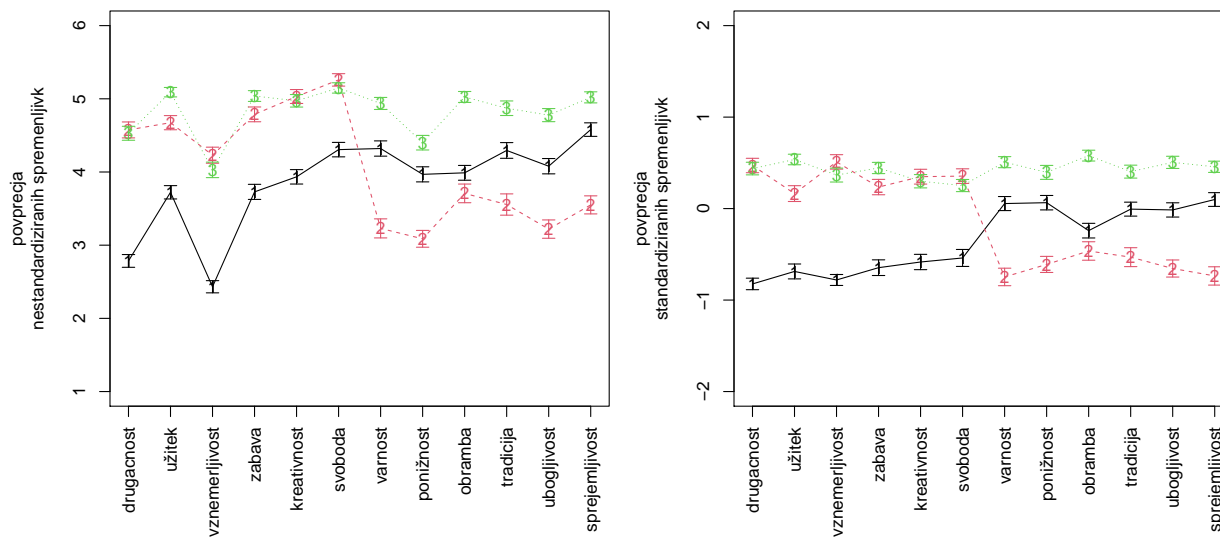 povprecja
nestandardiziranih spremenljivk
6
5
4
3
2
1
drugacnost
užitek
vznemerljivost
zabava
kreativnost
svoboda
varnost
ponižnost
obramba
tradicija
ubogljivost
sprejemljivost
povprecja
standardiziranih spremenljivk
2
1
0
−1
−2
drugacnost
užitek
vznemerljivost
zabava
kreativnost
svoboda
varnost
ponižnost
obramba
tradicija
ubogljivost
sprejemljivost